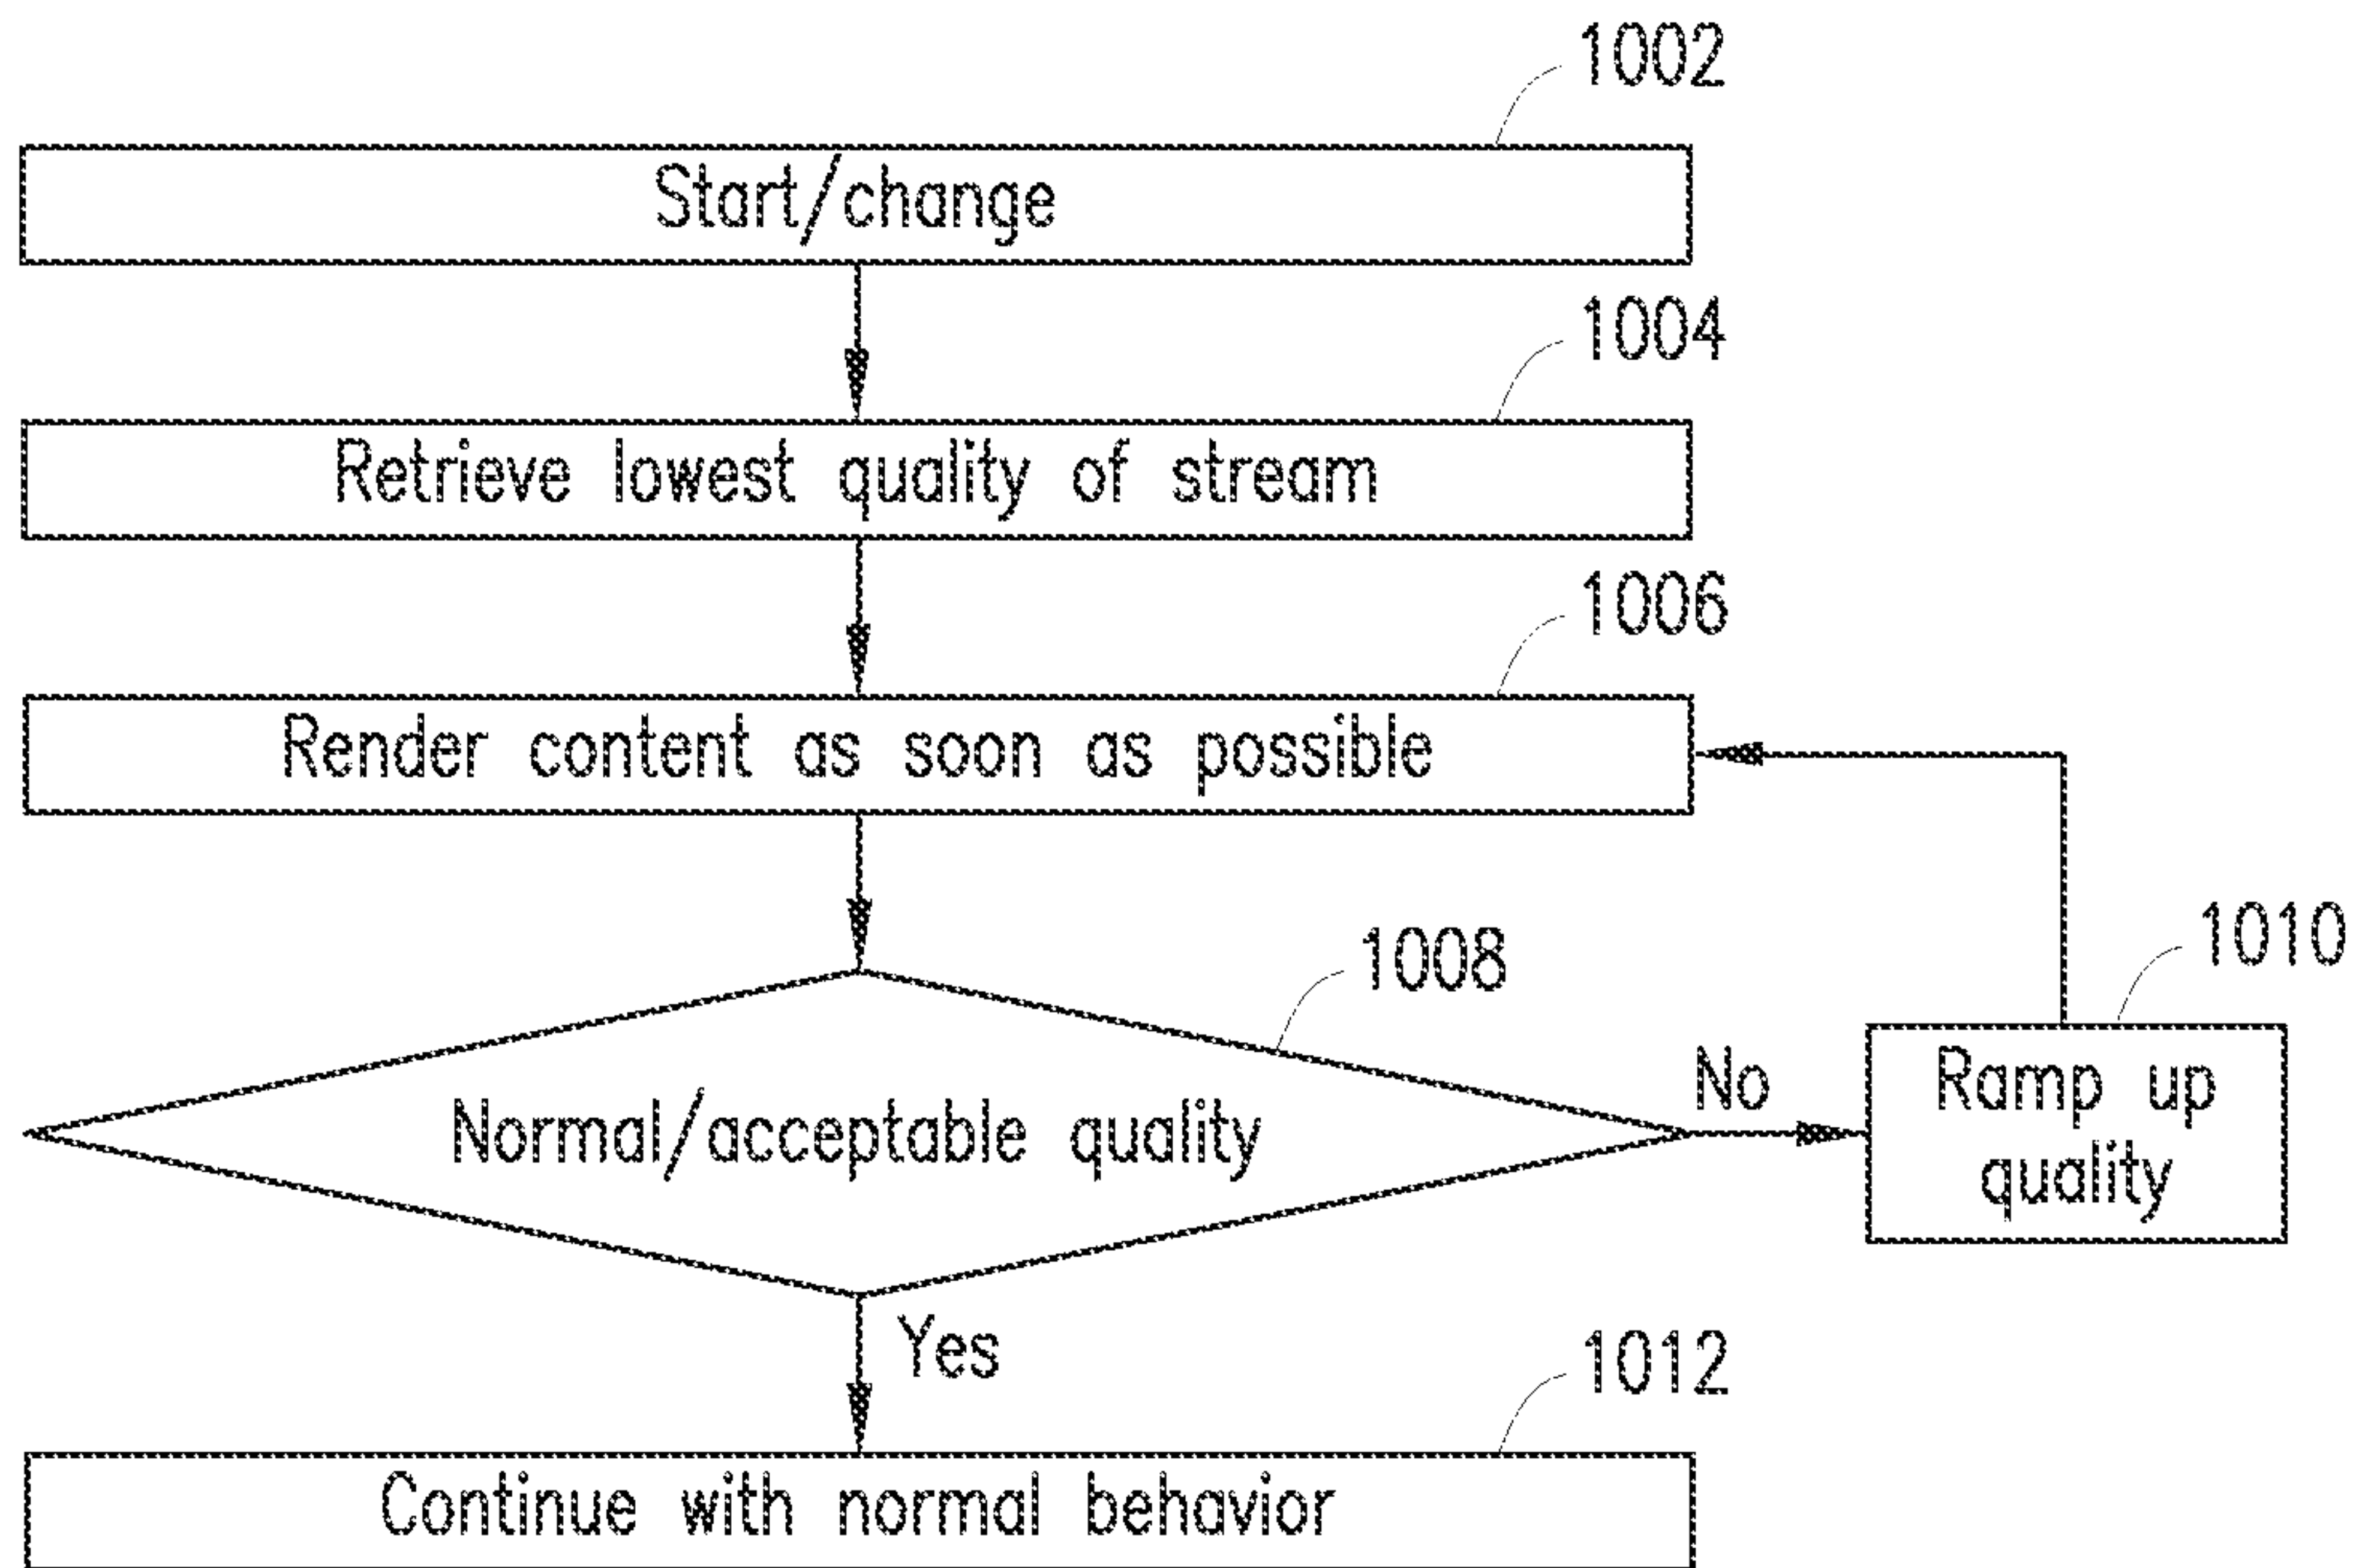 1002
Start/change
1004
Retrieve lowest quality of stream
1006
Render content as soon as possible
1008
Normal/acceptable quality
No
1010
Ramp up
quality
Yes
1012
Continue with normal behavior